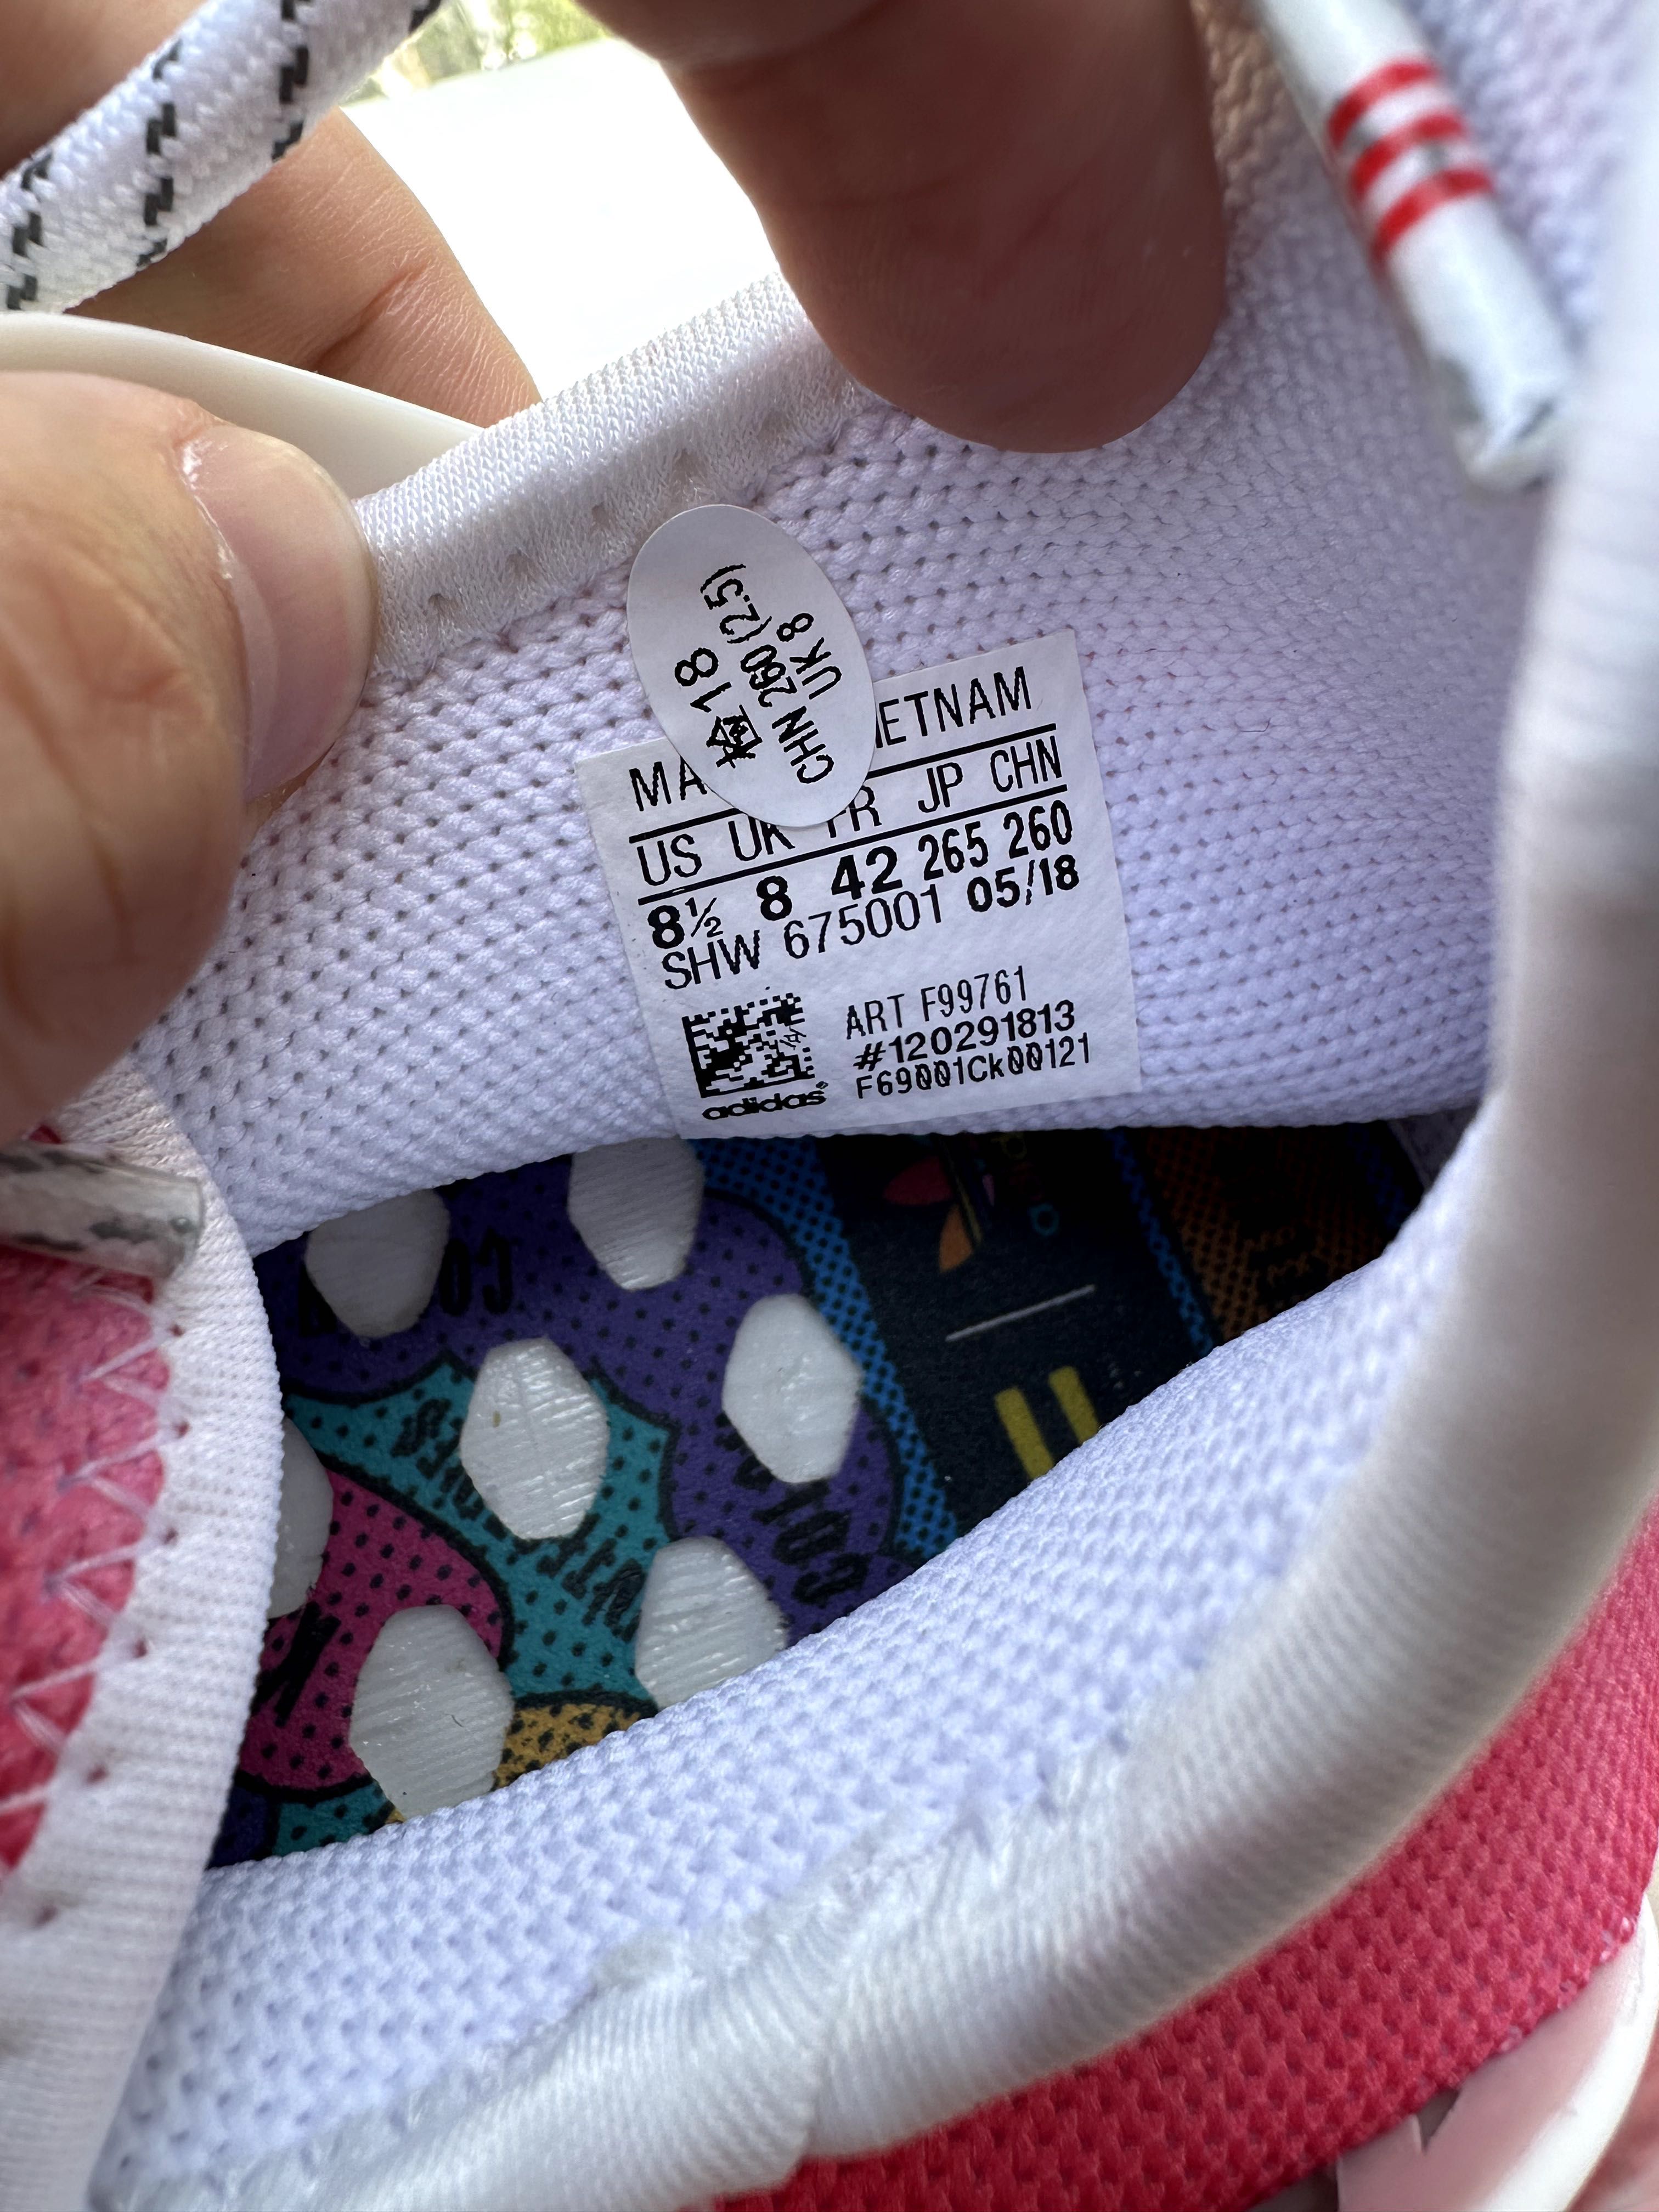 检18
260 (2.5)
CHN UK 8
MA ETNAM
US UK FR JP CHN
8½ 8 42 265 260
SHW 675001 05/18
ART F99761
#120291813
F69001Ck00121
adidas